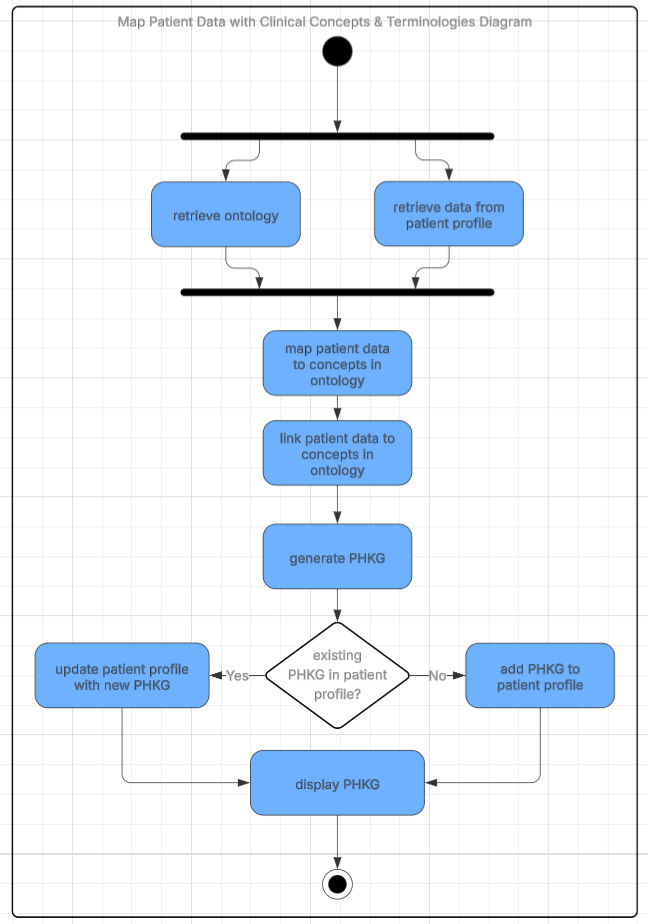 Map Patient Data with Clinical Concepts & Terminologies Diagram
retrieve ontology
retrieve data from
patient profile
map patient data
to concepts in
ontology
link patient data to
concepts in
ontology
generate PHKG
existing
PHKG in patient
profile?
Yes
No
update patient profile
with new PHKG
add PHKG to
patient profile
display PHKG